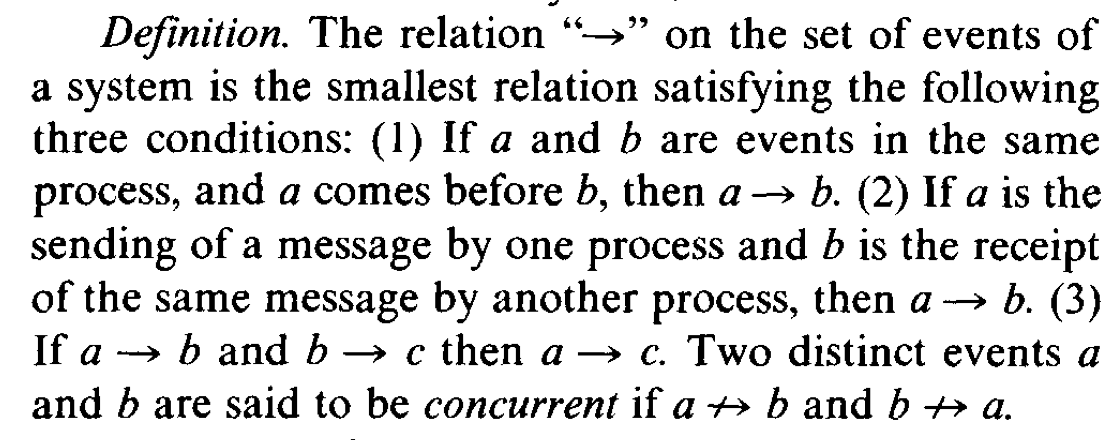 Definition. The relation “→” on the set of events of
a system is the smallest relation satisfying the following
three conditions: (1) If a and b are events in the same
process, and a comes before b, then a → b. (2) If a is the
sending of a message by one process and b is the receipt
of the same message by another process, then a → b. (3)
If a → b and b → c then a → c. Two distinct events a
and b are said to be concurrent if a ↛ b and b ↛ a.